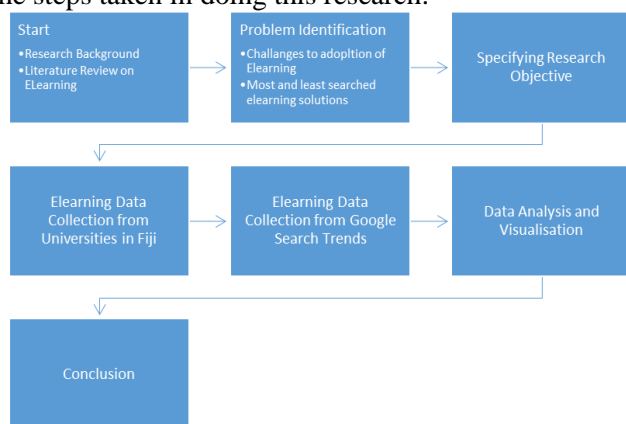 ne steps taken in doing this research.
Start
•Research Background
•Literature Review on
ELearning
Problem Identification
•Challenges to adopltion of
Elearning
•Most and least searched
elearning solutions
Specifying Research
Objective
Elearning Data
Collection from
Universities in Fiji
Elearning Data
Collection from Google
Search Trends
Data Analysis and
Visualisation
Conclusion